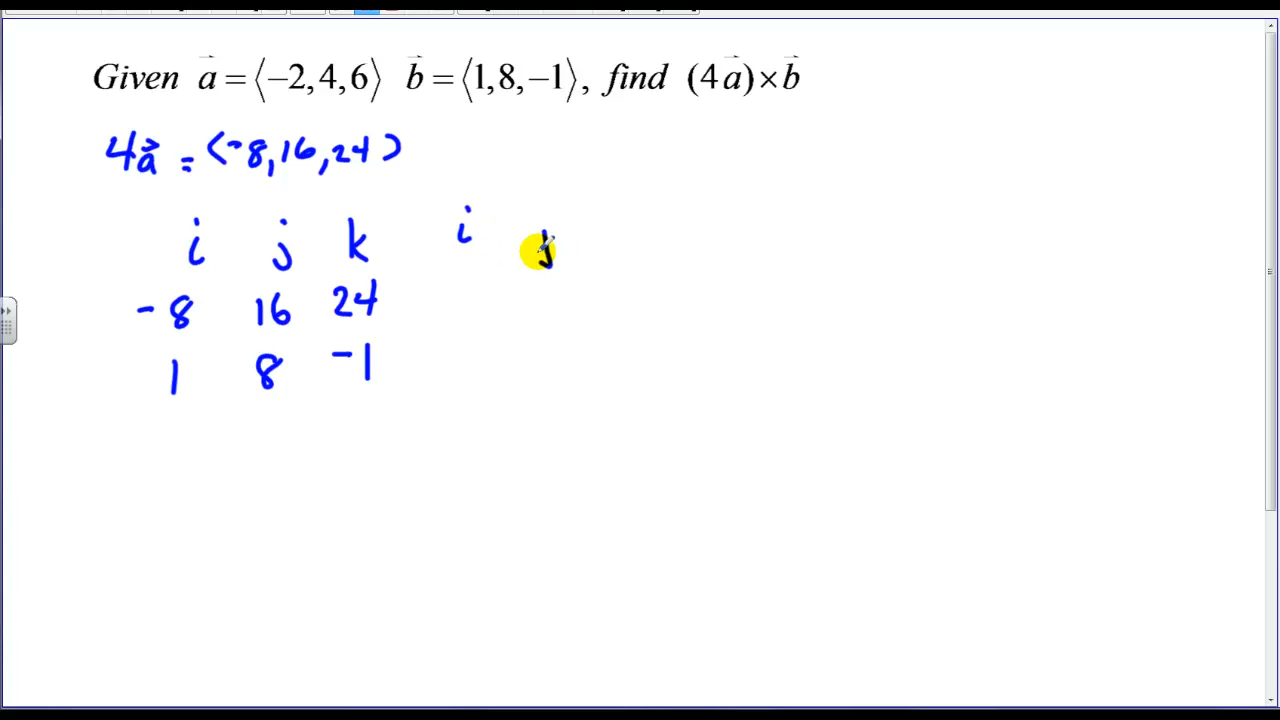 Given a⃗ = ⟨−2, 4, 6⟩ b⃗ = ⟨1, 8, −1⟩, find (4a⃗) × b⃗
4a⃗ = ⟨-8, 16, 24⟩
i j k i j
-8 16 24
1 8 -1